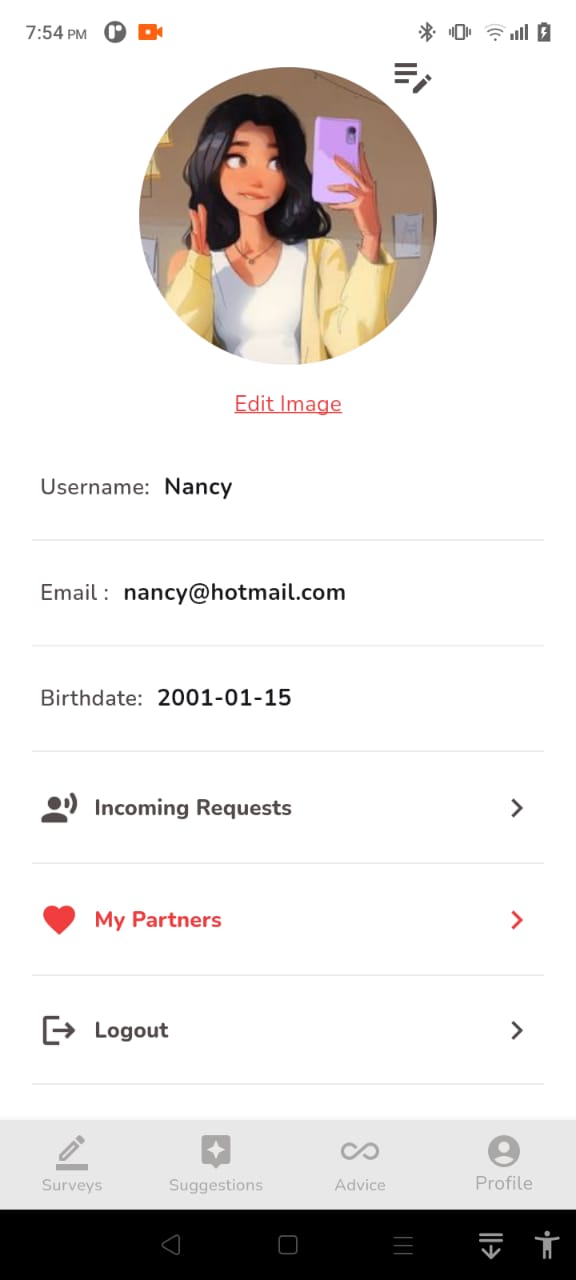 7:54 PM
Edit Image
Username: Nancy
Email : nancy@hotmail.com
Birthdate: 2001-01-15
Incoming Requests
My Partners
Logout
Surveys Suggestions Advice Profile